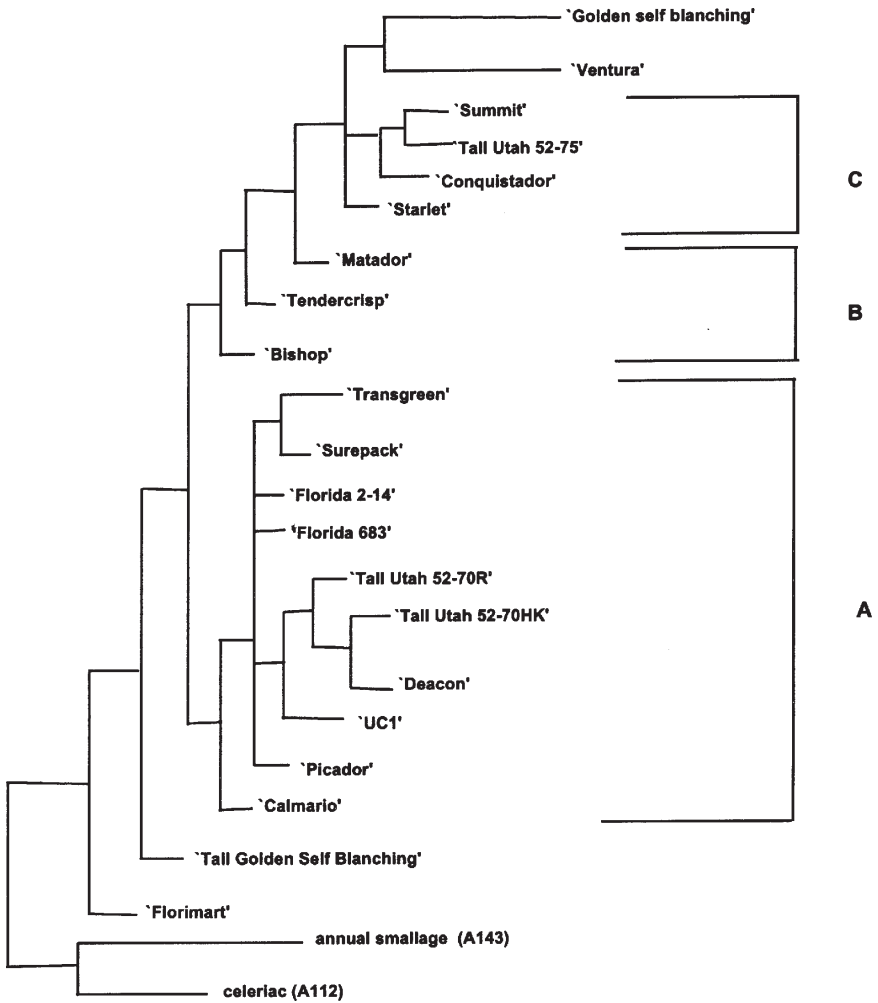 `Golden self blanching'
`Ventura'
`Summit'
`Tall Utah 52-75'
`Conquistador'
C
`Starlet'
`Matador'
`Tendercrisp'
B
`Bishop'
`Transgreen'
`Surepack'
`Florida 2-14'
`Florida 683'
`Tall Utah 52-70R'
`Tall Utah 52-70HK'
A
`Deacon'
`UC1'
`Picador'
`Calmario'
`Tall Golden Self Blanching'
`Florimart'
annual smallage (A143)
celeriac (A112)